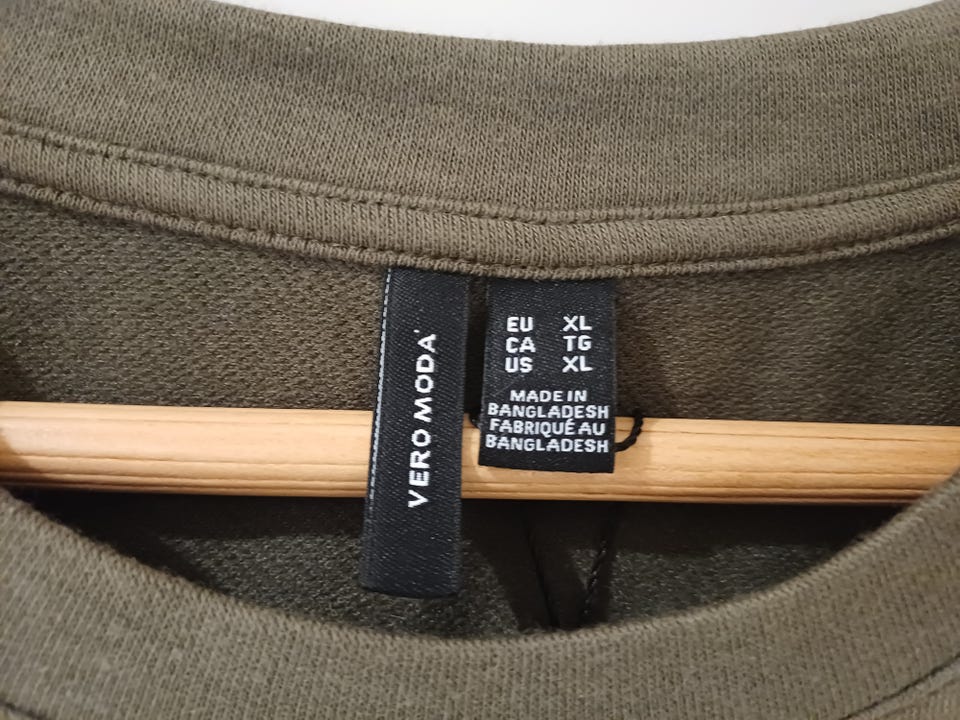 VERO MODA
EU XL
CA TG
US XL
MADE IN
BANGLADESH
FABRIQUÉ AU
BANGLADESH